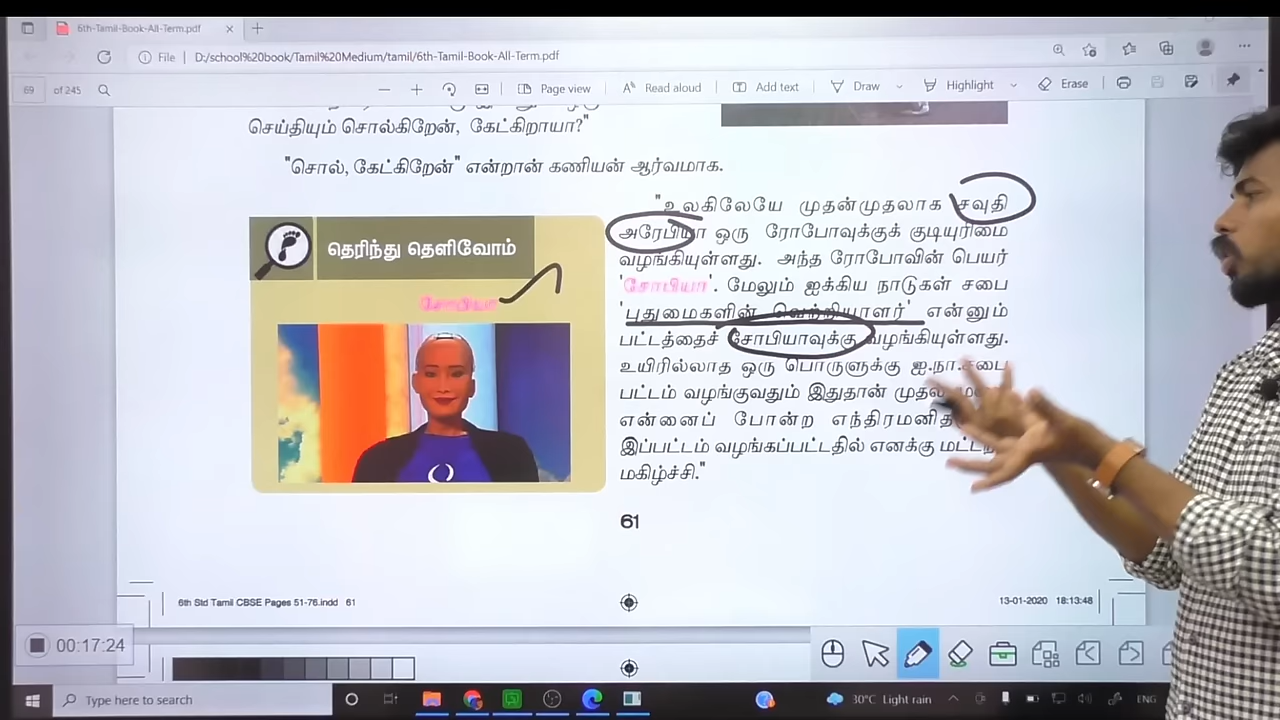 6th-Tamil-Book-All-Term.pdf
File D:/school%20book/Tamil%20Medium/tamil/6th-Tamil-Book-All-Term.pdf
69 of 245 Page view Read aloud Add text Draw Highlight Erase
செய்தியும் சொல்கிறேன், கேட்கிறாயா?"
"சொல், கேட்கிறேன்" என்றான் கணியன் ஆர்வமாக.
தெரிந்து தெளிவோம்
சோபியா
"உலகிலேயே முதன்முதலாக சவுதி
அரேபியா ஒரு ரோபோவுக்குக் குடியுரிமை
வழங்கியுள்ளது. அந்த ரோபோவின் பெயர்
'சோபியா'. மேலும் ஐக்கிய நாடுகள் சபை
'புதுமைகளின் வெற்றியாளர்' என்னும்
பட்டத்தைச் சோபியாவுக்கு வழங்கியுள்ளது.
உயிரில்லாத ஒரு பொருளுக்கு ஐ.நா.சபை
பட்டம் வழங்குவதும் இதுதான் முதல்
என்னைப் போன்ற
இப்பட்டம் வழங்கப்பட்டதில் எனக்கு
மகிழ்ச்சி."
61
6th Std Tamil CBSE Pages 51-76.indd 61
13-01-2020 18:13:48
00:17:24
Type here to search
30°C Light rain
ENG